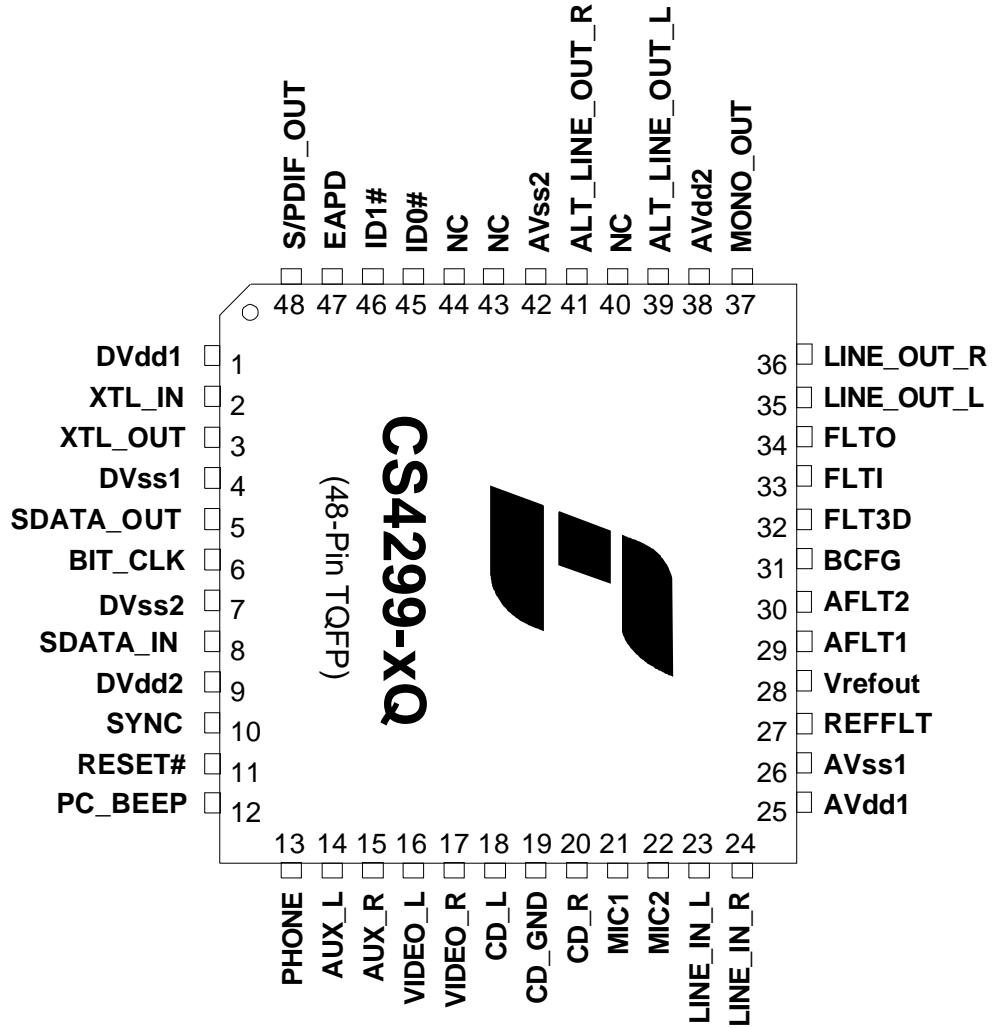 S/PDIF_OUT
EAPD
ID1#
ID0#
NC
NC
AVss2
ALT_LINE_OUT_R
NC
ALT_LINE_OUT_L
AVdd2
MONO_OUT
48 47 46 45 44 43 42 41 40 39 38 37
DVdd1 1
XTL_IN 2
XTL_OUT 3
DVss1 4
SDATA_OUT 5
BIT_CLK 6
DVss2 7
SDATA_IN 8
DVdd2 9
SYNC 10
RESET# 11
PC_BEEP 12
CS4299-xQ
(48-Pin TQFP)
36 LINE_OUT_R
35 LINE_OUT_L
34 FLTO
33 FLTI
32 FLT3D
31 BCFG
30 AFLT2
29 AFLT1
28 Vrefout
27 REFFLT
26 AVss1
25 AVdd1
13 14 15 16 17 18 19 20 21 22 23 24
PHONE
AUX_L
AUX_R
VIDEO_L
VIDEO_R
CD_L
CD_GND
CD_R
MIC1
MIC2
LINE_IN_L
LINE_IN_R